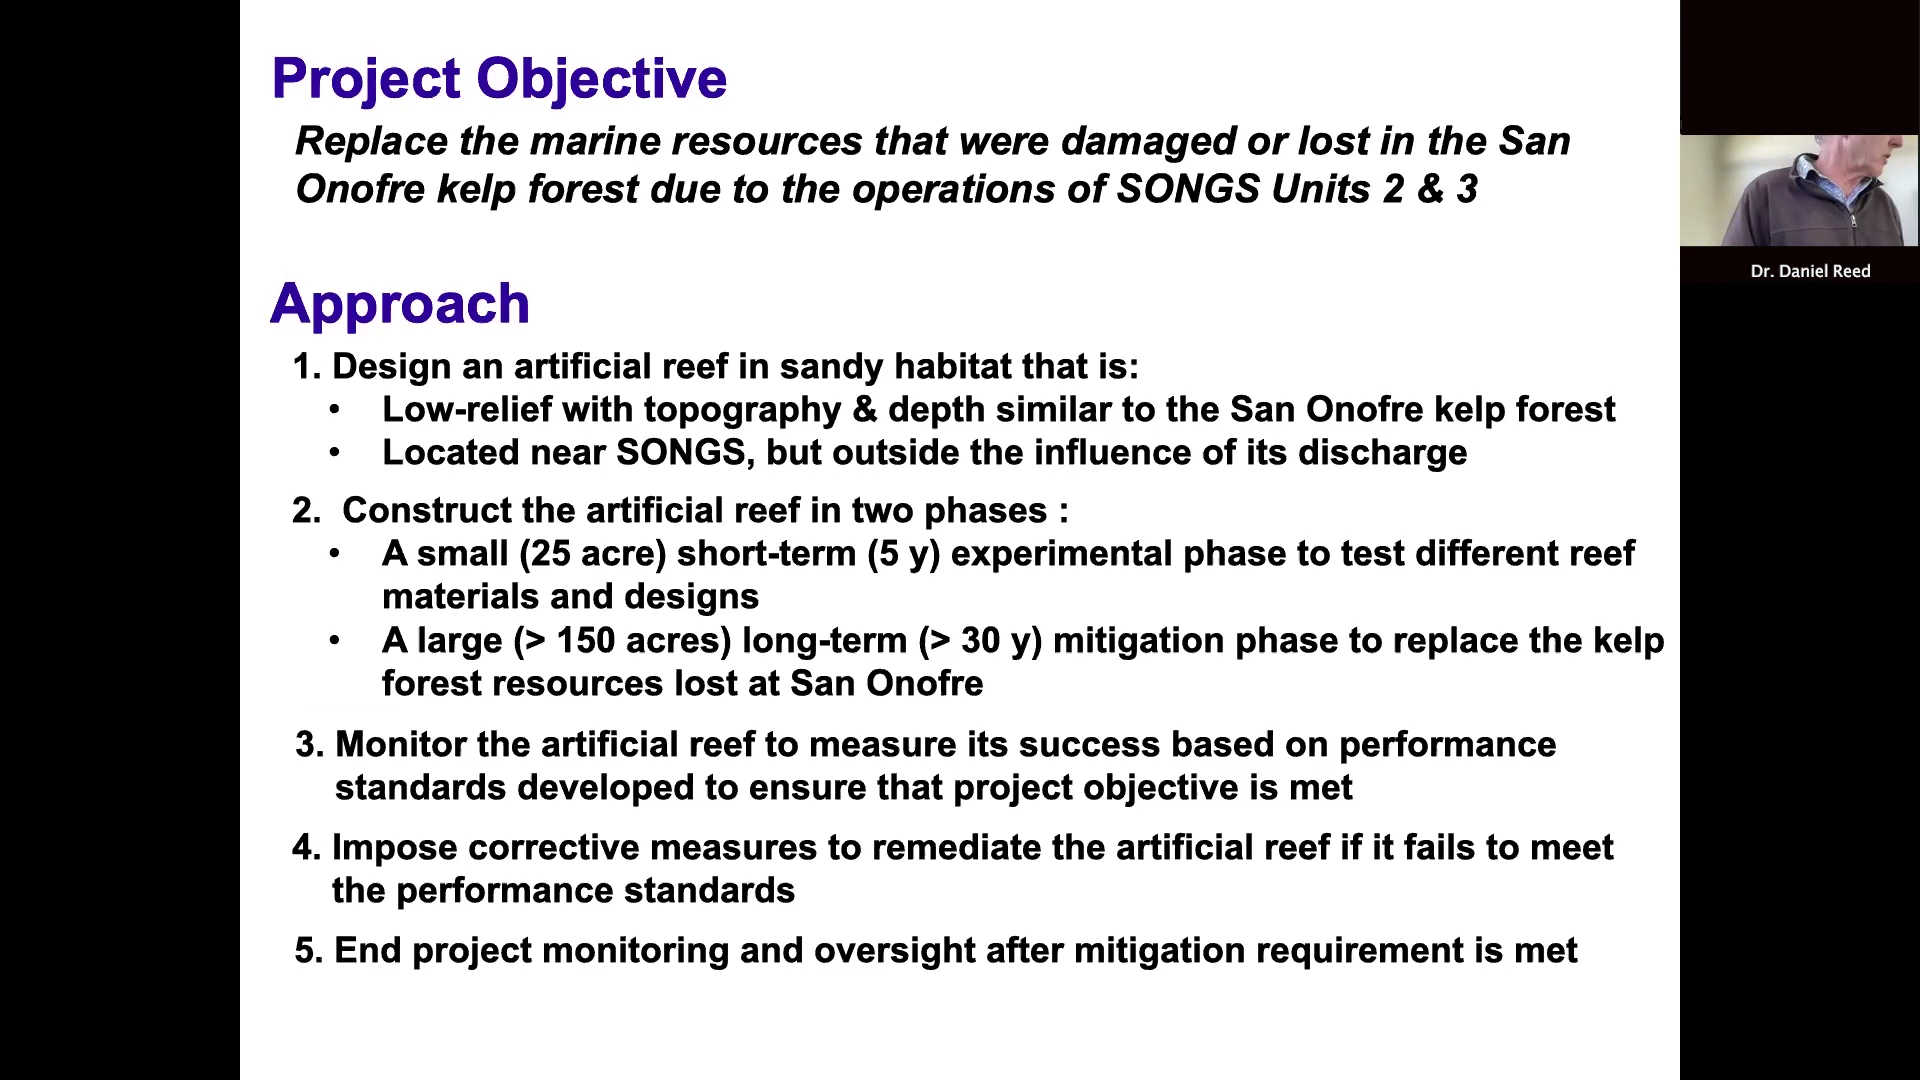 Project Objective
Replace the marine resources that were damaged or lost in the San
Onofre kelp forest due to the operations of SONGS Units 2 & 3
Dr. Daniel Reed
Approach
1. Design an artificial reef in sandy habitat that is:
• Low-relief with topography & depth similar to the San Onofre kelp forest
• Located near SONGS, but outside the influence of its discharge
2. Construct the artificial reef in two phases :
• A small (25 acre) short-term (5 y) experimental phase to test different reef
materials and designs
• A large (> 150 acres) long-term (> 30 y) mitigation phase to replace the kelp
forest resources lost at San Onofre
3. Monitor the artificial reef to measure its success based on performance
standards developed to ensure that project objective is met
4. Impose corrective measures to remediate the artificial reef if it fails to meet
the performance standards
5. End project monitoring and oversight after mitigation requirement is met